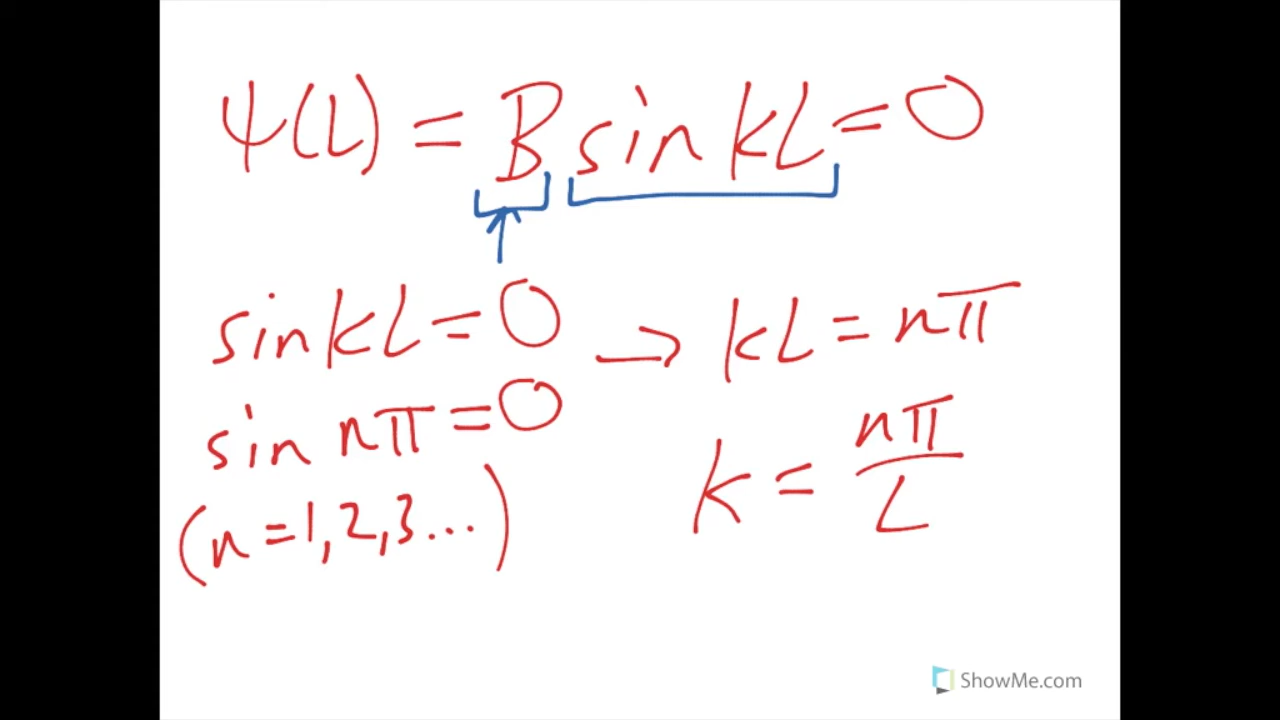 ψ(L) = B sin kL = 0
sin kL = 0 → kL = nπ
sin nπ = 0
(n = 1, 2, 3...)
k = nπ/L
ShowMe.com